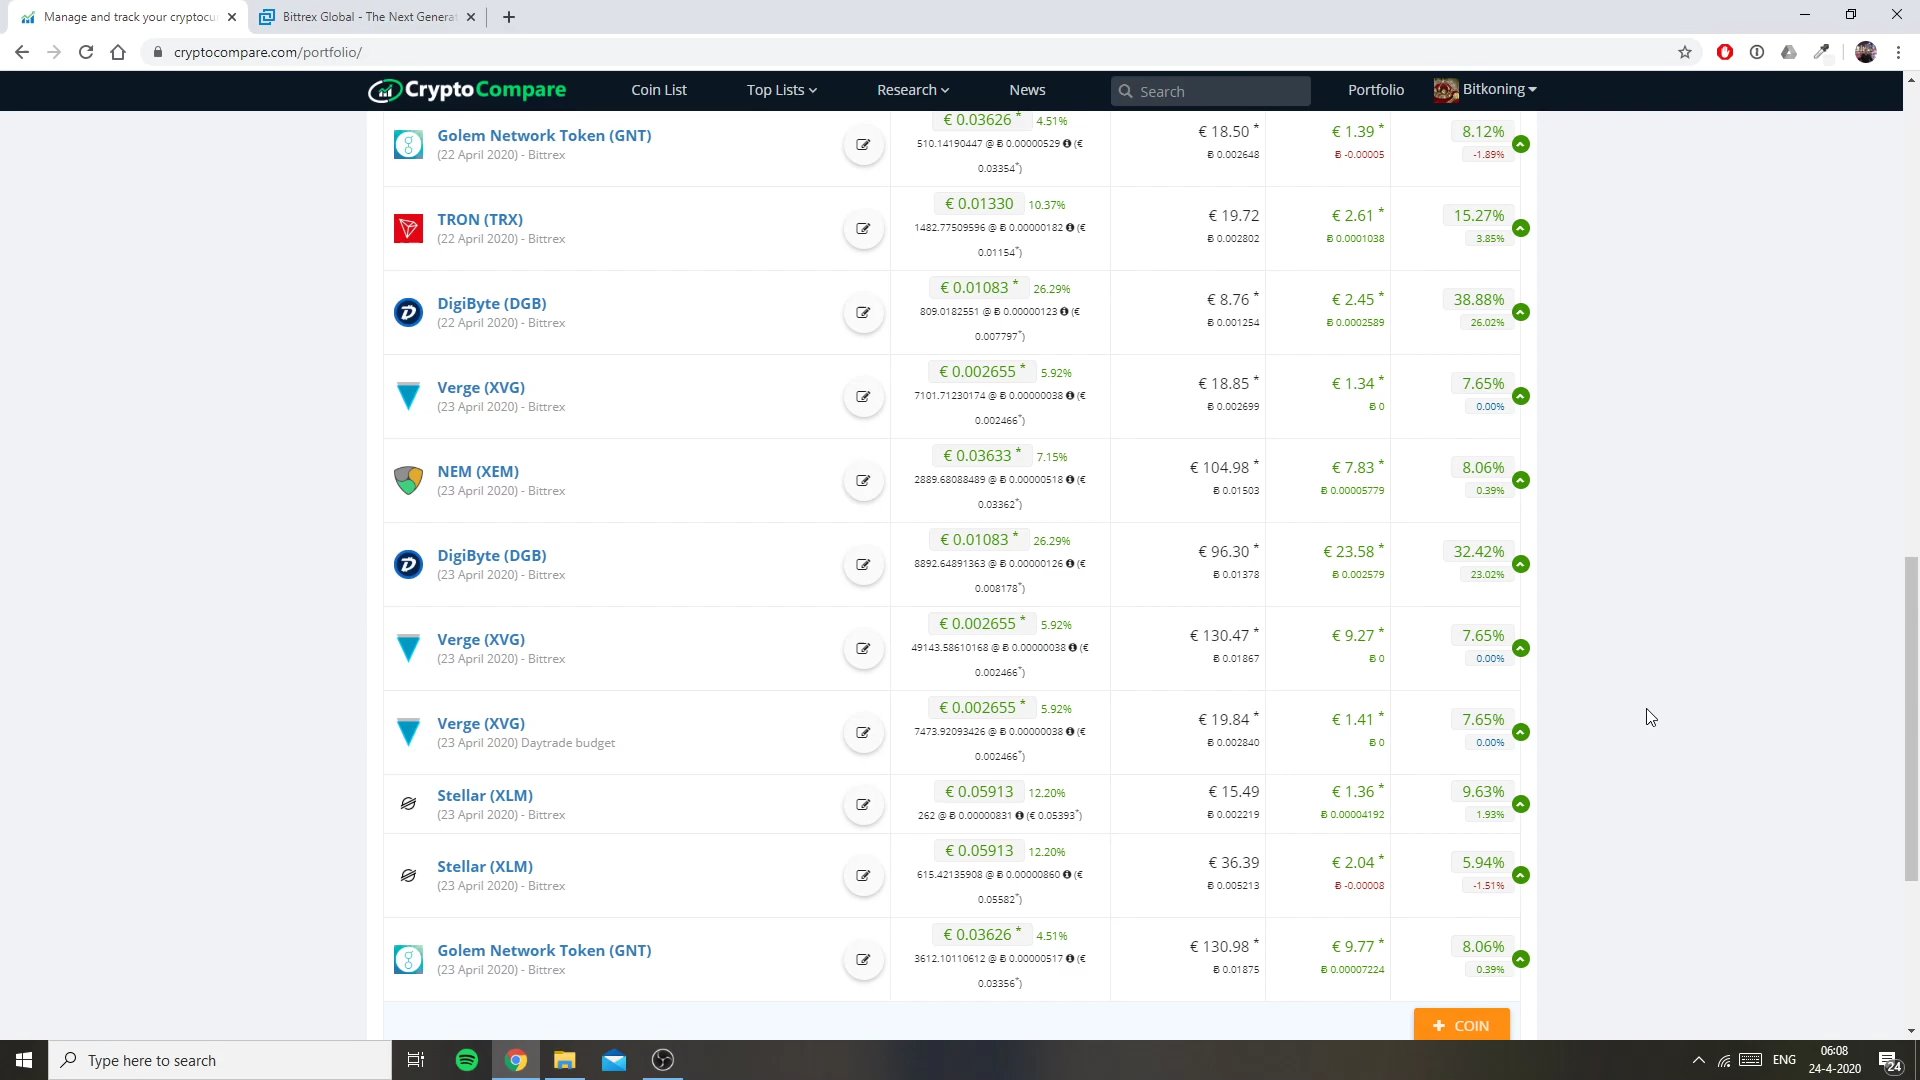 Manage and track your cryptocu
Bittrex Global - The Next Generat
cryptocompare.com/portfolio/
CryptoCompare
Coin List
Top Lists
Research
News
Search
Portfolio
Bitkoning
Golem Network Token (GNT)
(22 April 2020) - Bittrex
€ 0.03626 * 4.51%
510.14190447 @ Ƀ 0.00000529 (€
0.03354*)
€ 18.50 *
Ƀ 0.002648
€ 1.39 *
Ƀ -0.00005
8.12%
-1.89%
TRON (TRX)
(22 April 2020) - Bittrex
€ 0.01330 10.37%
1482.77509596 @ Ƀ 0.00000182 (€
0.01154*)
€ 19.72
Ƀ 0.002802
€ 2.61 *
Ƀ 0.0001038
15.27%
3.85%
DigiByte (DGB)
(22 April 2020) - Bittrex
€ 0.01083 * 26.29%
809.0182551 @ Ƀ 0.00000123 (€
0.007797*)
€ 8.76 *
Ƀ 0.001254
€ 2.45 *
Ƀ 0.0002589
38.88%
26.02%
Verge (XVG)
(23 April 2020) - Bittrex
€ 0.002655 * 5.92%
7101.71230174 @ Ƀ 0.00000038 (€
0.002466*)
€ 18.85 *
Ƀ 0.002699
€ 1.34 *
Ƀ 0
7.65%
0.00%
NEM (XEM)
(23 April 2020) - Bittrex
€ 0.03633 * 7.15%
2889.68088489 @ Ƀ 0.00000518 (€
0.03362*)
€ 104.98 *
Ƀ 0.01503
€ 7.83 *
Ƀ 0.00005779
8.06%
0.39%
DigiByte (DGB)
(23 April 2020) - Bittrex
€ 0.01083 * 26.29%
8892.64891363 @ Ƀ 0.00000126 (€
0.008178*)
€ 96.30 *
Ƀ 0.01378
€ 23.58 *
Ƀ 0.002579
32.42%
23.02%
Verge (XVG)
(23 April 2020) - Bittrex
€ 0.002655 * 5.92%
49143.58610168 @ Ƀ 0.00000038 (€
0.002466*)
€ 130.47 *
Ƀ 0.01867
€ 9.27 *
Ƀ 0
7.65%
0.00%
Verge (XVG)
(23 April 2020) Daytrade budget
€ 0.002655 * 5.92%
7473.92093426 @ Ƀ 0.00000038 (€
0.002466*)
€ 19.84 *
Ƀ 0.002840
€ 1.41 *
Ƀ 0
7.65%
0.00%
Stellar (XLM)
(23 April 2020) - Bittrex
€ 0.05913 12.20%
262 @ Ƀ 0.00000831 (€ 0.05393*)
€ 15.49
Ƀ 0.002219
€ 1.36 *
Ƀ 0.00004192
9.63%
1.93%
Stellar (XLM)
(23 April 2020) - Bittrex
€ 0.05913 12.20%
615.42135908 @ Ƀ 0.00000860 (€
0.05582*)
€ 36.39
Ƀ 0.005213
€ 2.04 *
Ƀ -0.00008
5.94%
-1.51%
Golem Network Token (GNT)
(23 April 2020) - Bittrex
€ 0.03626 * 4.51%
3612.10110612 @ Ƀ 0.00000517 (€
0.03356*)
€ 130.98 *
Ƀ 0.01875
€ 9.77 *
Ƀ 0.00007224
8.06%
0.39%
+ COIN
Type here to search
ENG
06:08
24-4-2020
24